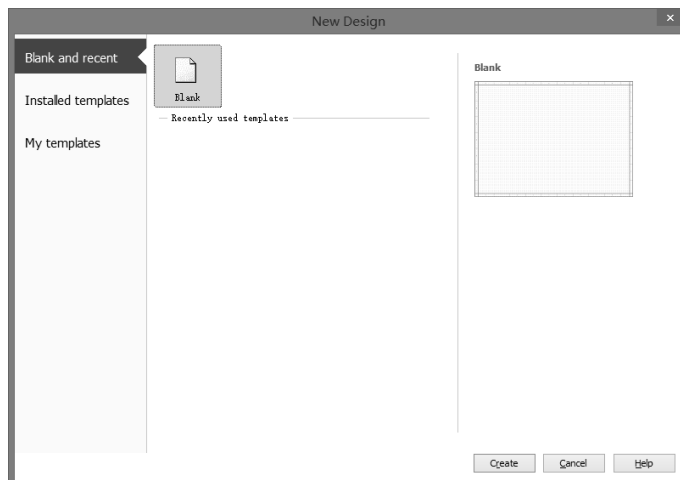 New Design
Blank and recent
Installed templates
My templates
Blank
Recently used templates
Blank
Create
Cancel
Help